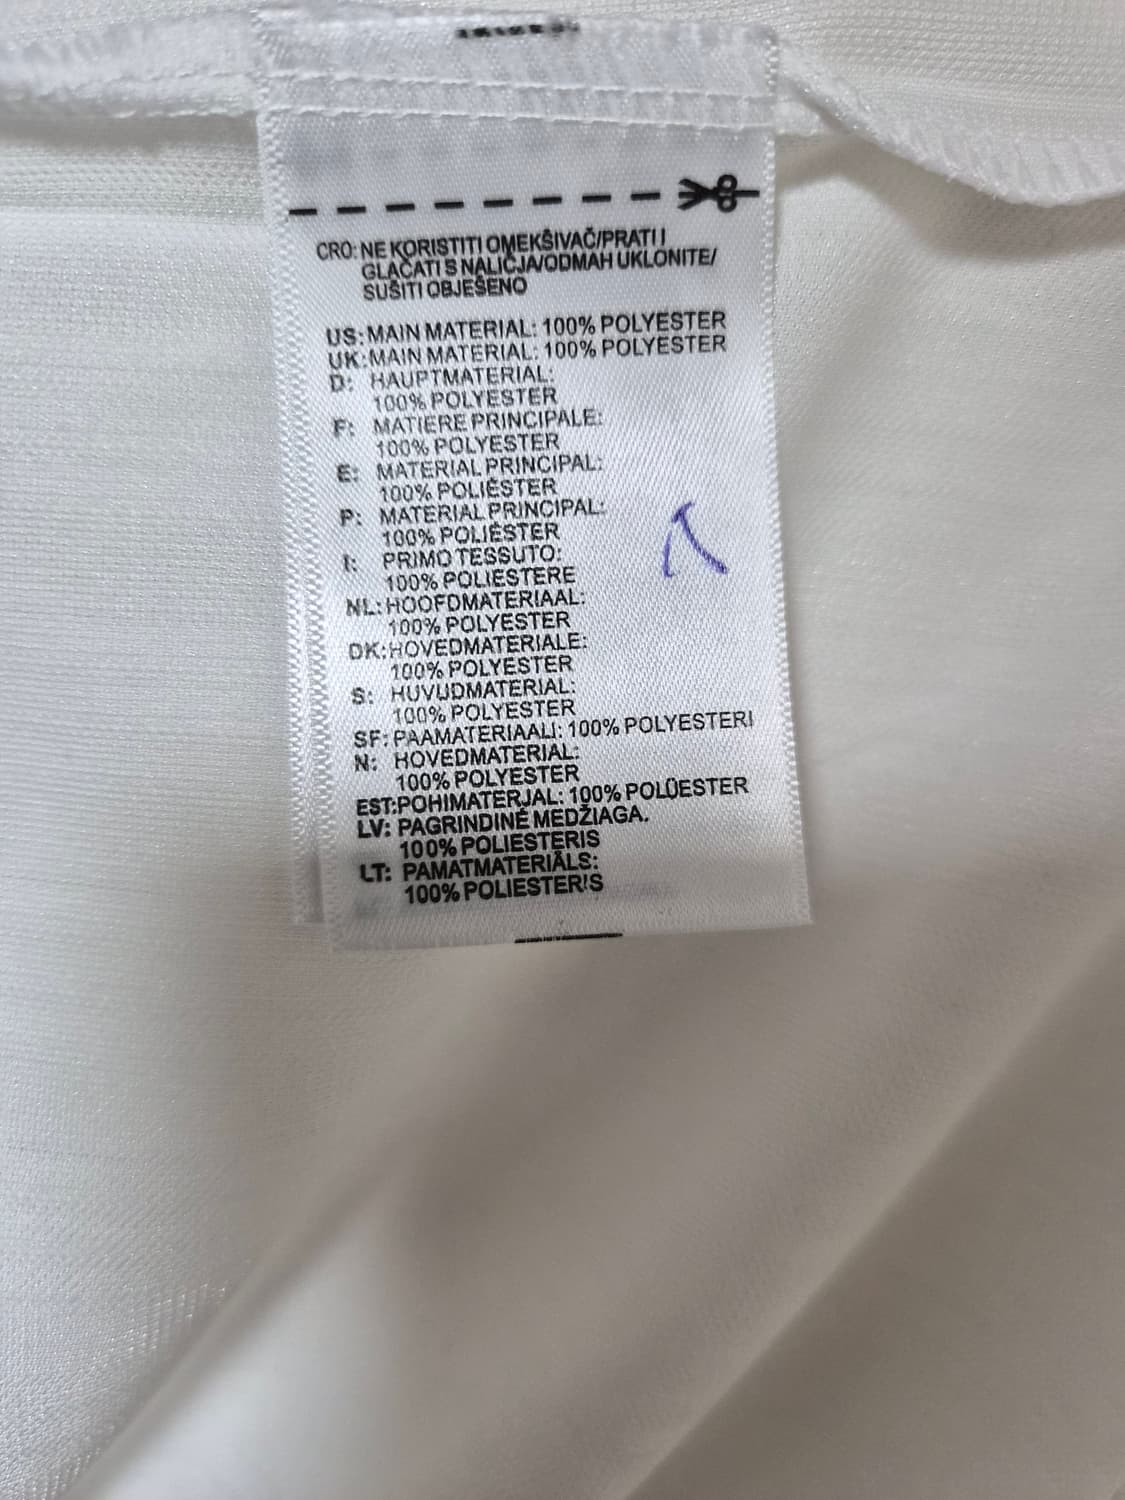 CRO: NE KORISTITI OMEKŠIVAČ/PRATI I
GLAČATI S NALIČJA/ODMAH UKLONITE/
SUŠITI OBJEŠENO
US: MAIN MATERIAL: 100% POLYESTER
UK: MAIN MATERIAL: 100% POLYESTER
D: HAUPTMATERIAL:
100% POLYESTER
F: MATIERE PRINCIPALE:
100% POLYESTER
E: MATERIAL PRINCIPAL:
100% POLIÉSTER
P: MATERIAL PRINCIPAL:
100% POLIÉSTER
I: PRIMO TESSUTO:
100% POLIESTERE
NL: HOOFDMATERIAAL:
100% POLYESTER
DK: HOVEDMATERIALE:
100% POLYESTER
S: HUVUDMATERIAL:
100% POLYESTER
SF: PAAMATERIAALI: 100% POLYESTERI
N: HOVEDMATERIAL:
100% POLYESTER
EST: POHIMATERJAL: 100% POLÜESTER
LV: PAGRINDINĖ MEDŽIAGA.
100% POLIESTERIS
LT: PAMATMATERIĀLS:
100% POLIESTERIS